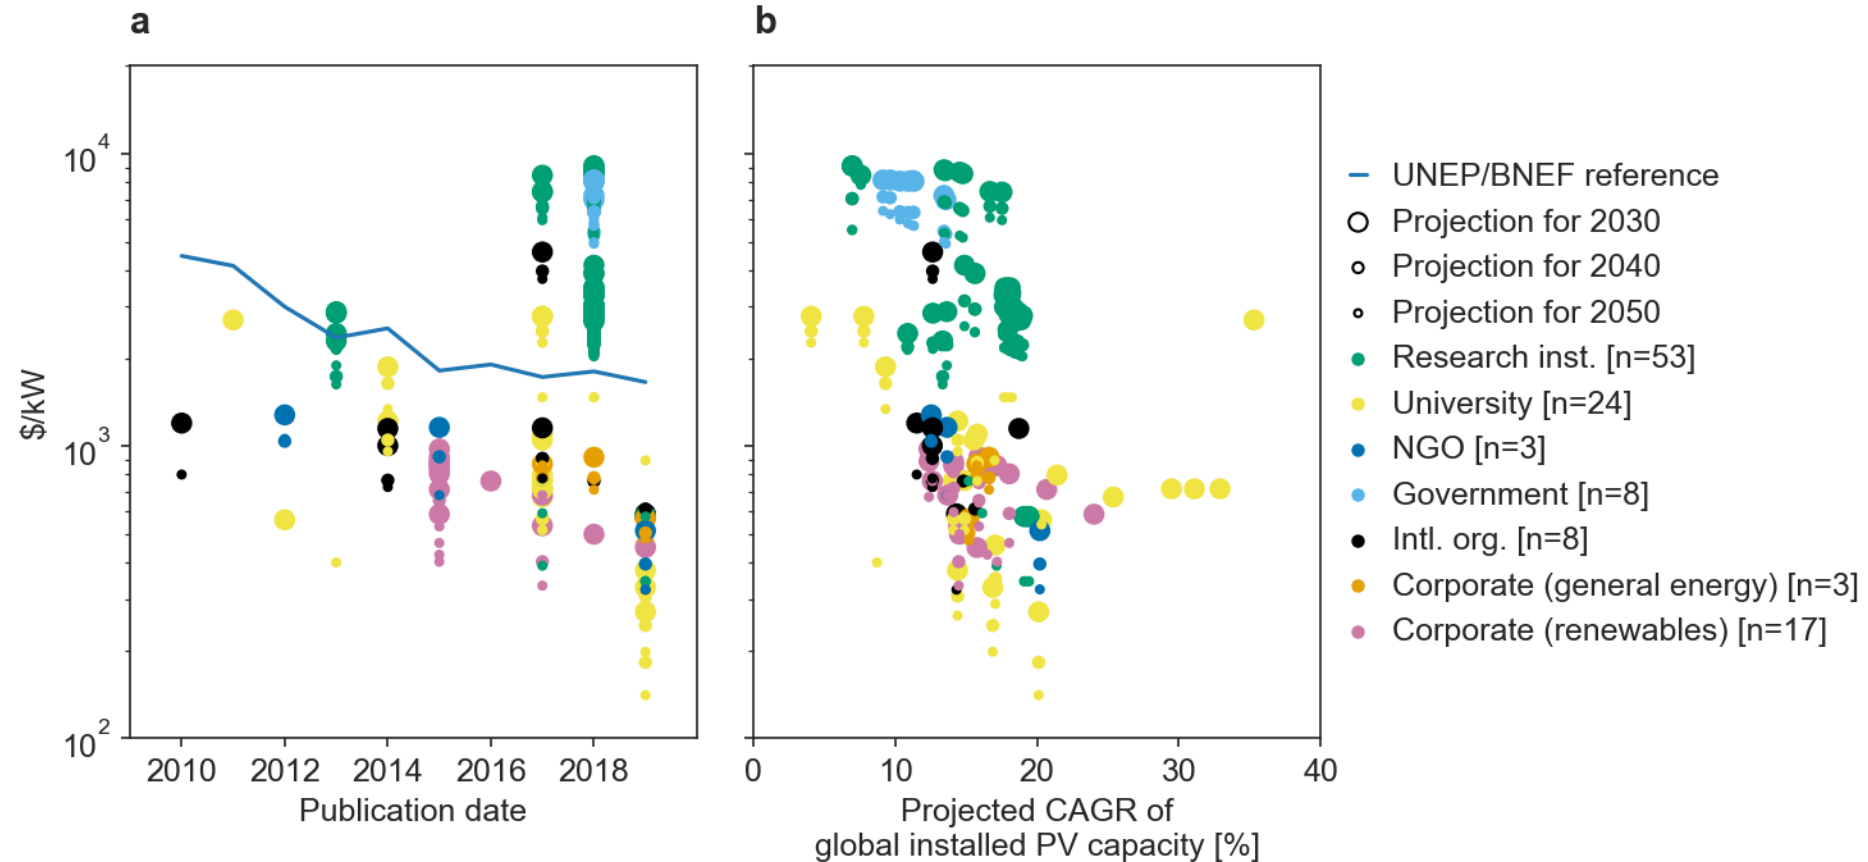 a
b
10^4
10^3
10^2
$/kW
2010 2012 2014 2016 2018
Publication date
0 10 20 30 40
Projected CAGR of
global installed PV capacity [%]
UNEP/BNEF reference
Projection for 2030
Projection for 2040
Projection for 2050
Research inst. [n=53]
University [n=24]
NGO [n=3]
Government [n=8]
Intl. org. [n=8]
Corporate (general energy) [n=3]
Corporate (renewables) [n=17]